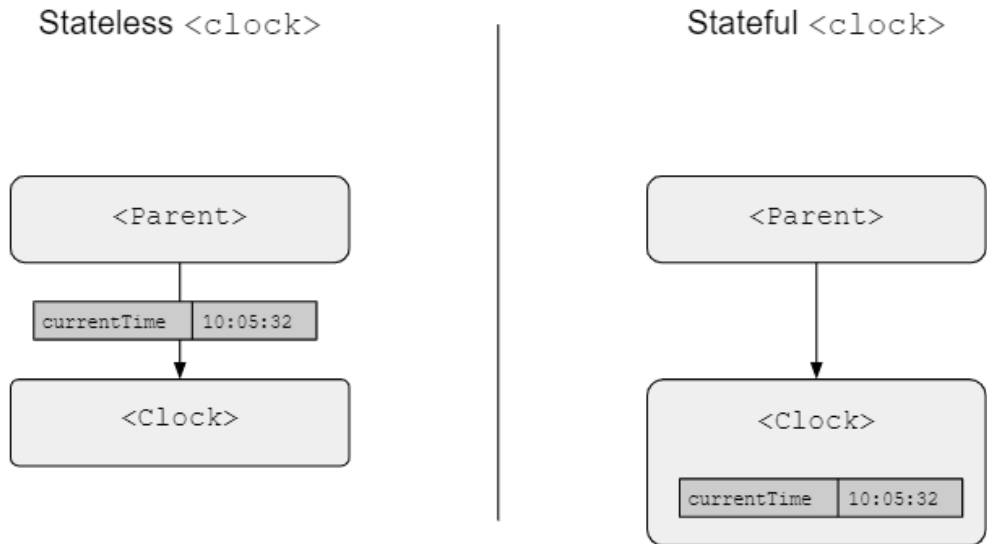 Stateless <clock>
<Parent>
currentTime 10:05:32
<Clock>
Stateful <clock>
<Parent>
<Clock>
currentTime 10:05:32